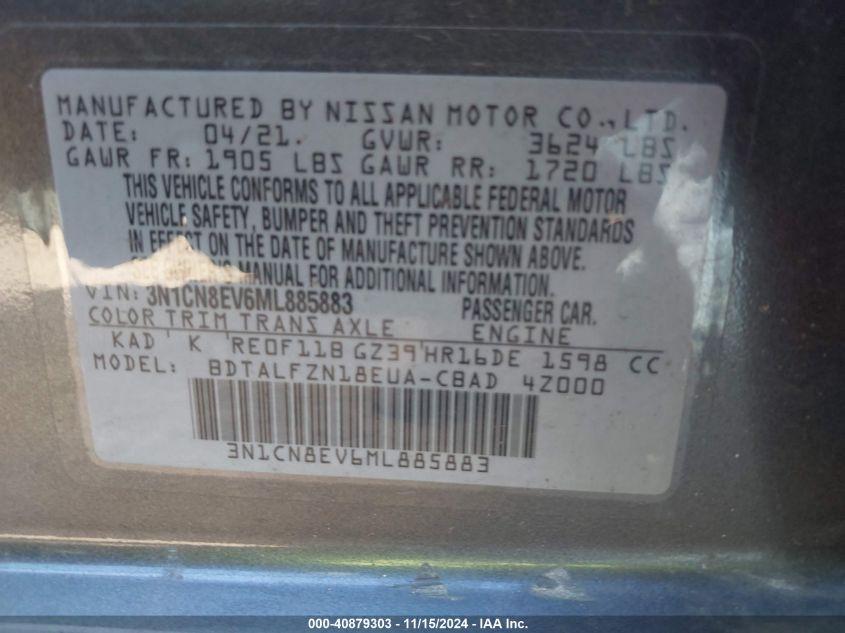 MANUFACTURED BY NISSAN MOTOR CO., LTD.
DATE: 04/21. GVWR: 3624 LBS
GAWR FR: 1905 LBS GAWR RR: 1720 LBS
THIS VEHICLE CONFORMS TO ALL APPLICABLE FEDERAL MOTOR
VEHICLE SAFETY, BUMPER AND THEFT PREVENTION STANDARDS
IN EFFECT ON THE DATE OF MANUFACTURE SHOWN ABOVE.
MANUAL FOR ADDITIONAL INFORMATION.
VIN: 3N1CN8EV6ML885883 PASSENGER CAR.
COLOR TRIM TRANS AXLE ENGINE
KAD K RE0F11B GZ39 HR16DE 1598 CC
MODEL: BDTALFZN18EUA-CBAD 4Z000
3N1CN8EV6ML885883
000-40879303 - 11/15/2024 - IAA Inc.